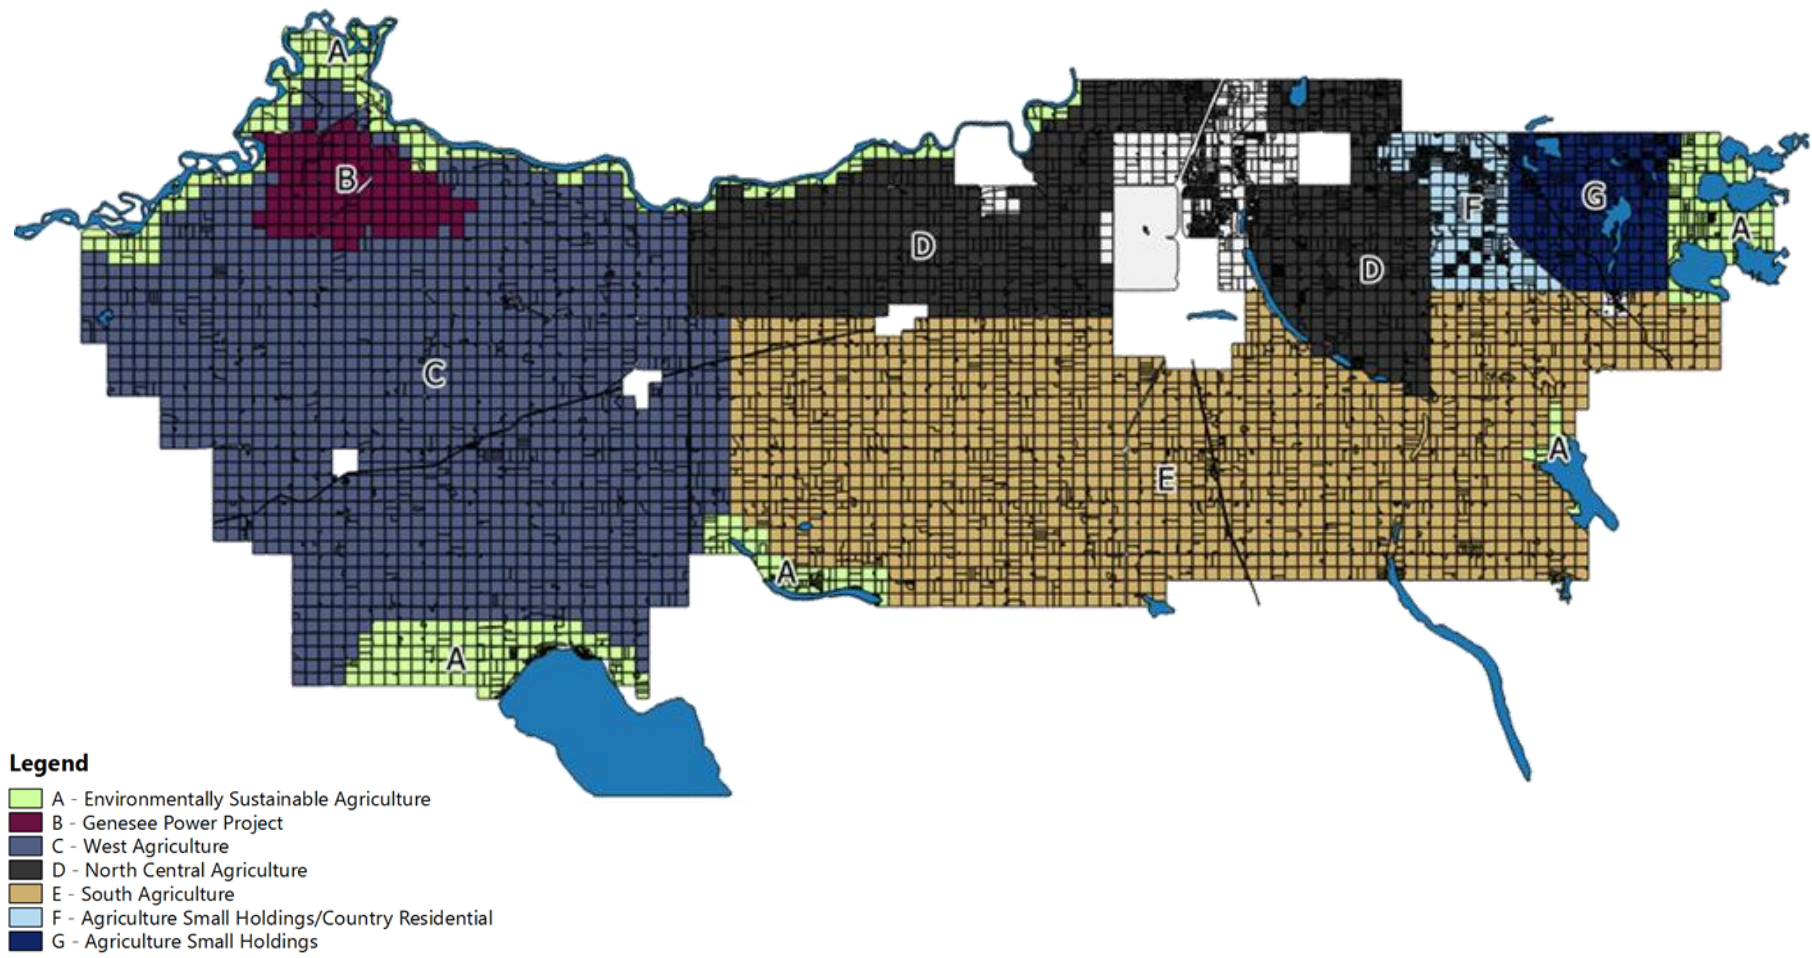 A
B
G
F
A
D
D
C
A
E
A
A
Legend
A - Environmentally Sustainable Agriculture
B - Genesee Power Project
C - West Agriculture
D - North Central Agriculture
E - South Agriculture
F - Agriculture Small Holdings/Country Residential
G - Agriculture Small Holdings